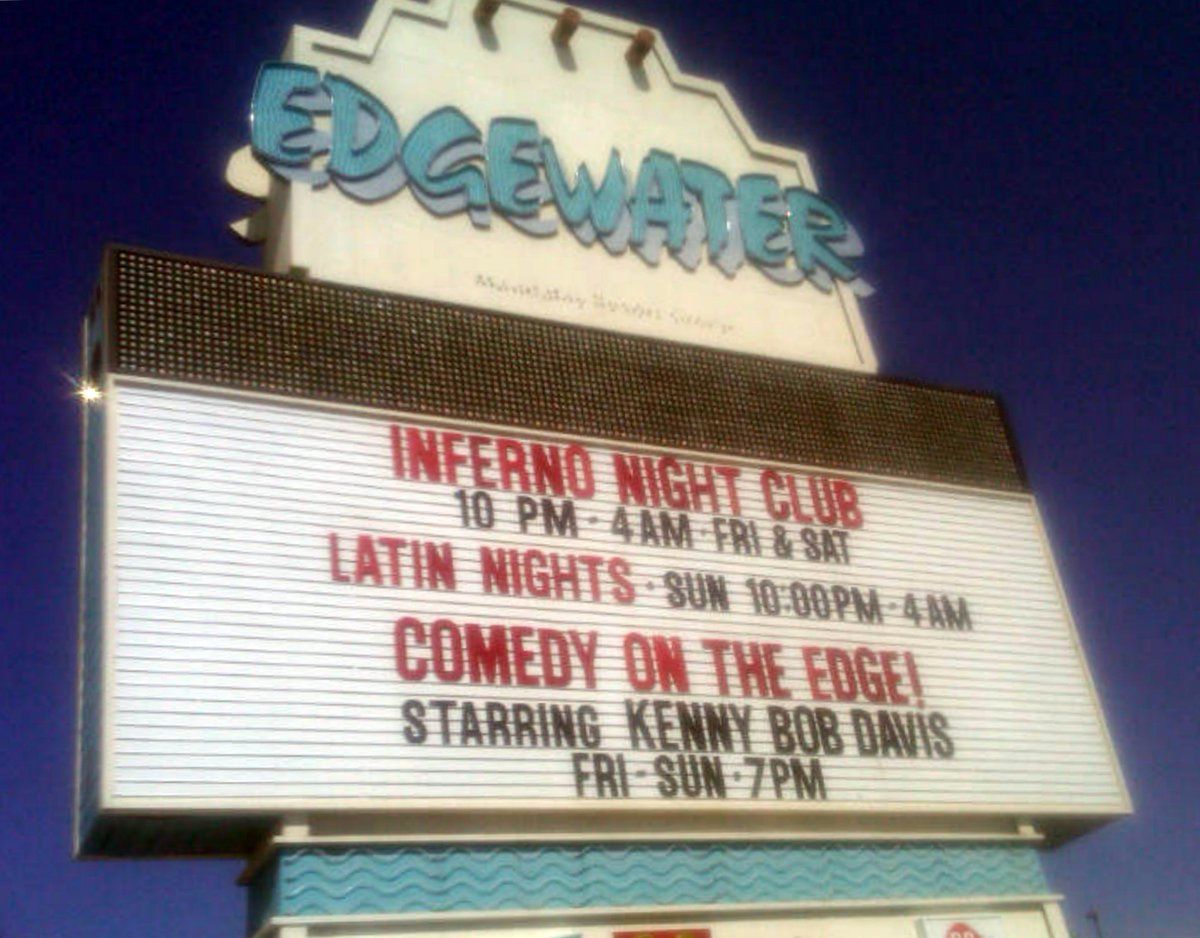 EDGEWATER
INFERNO NIGHT CLUB
10 PM - 4AM · FRI & SAT
LATIN NIGHTS · SUN 10:00PM - 4AM
COMEDY ON THE EDGE!
STARRING KENNY BOB DAVIS
FRI - SUN · 7PM